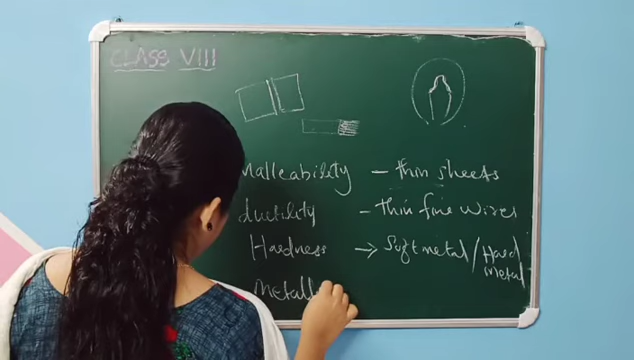 CLASS VIII
Malleability - thin sheets
ductility - Thin fine wires
Hardness → Soft metal / Hard metal
Metall